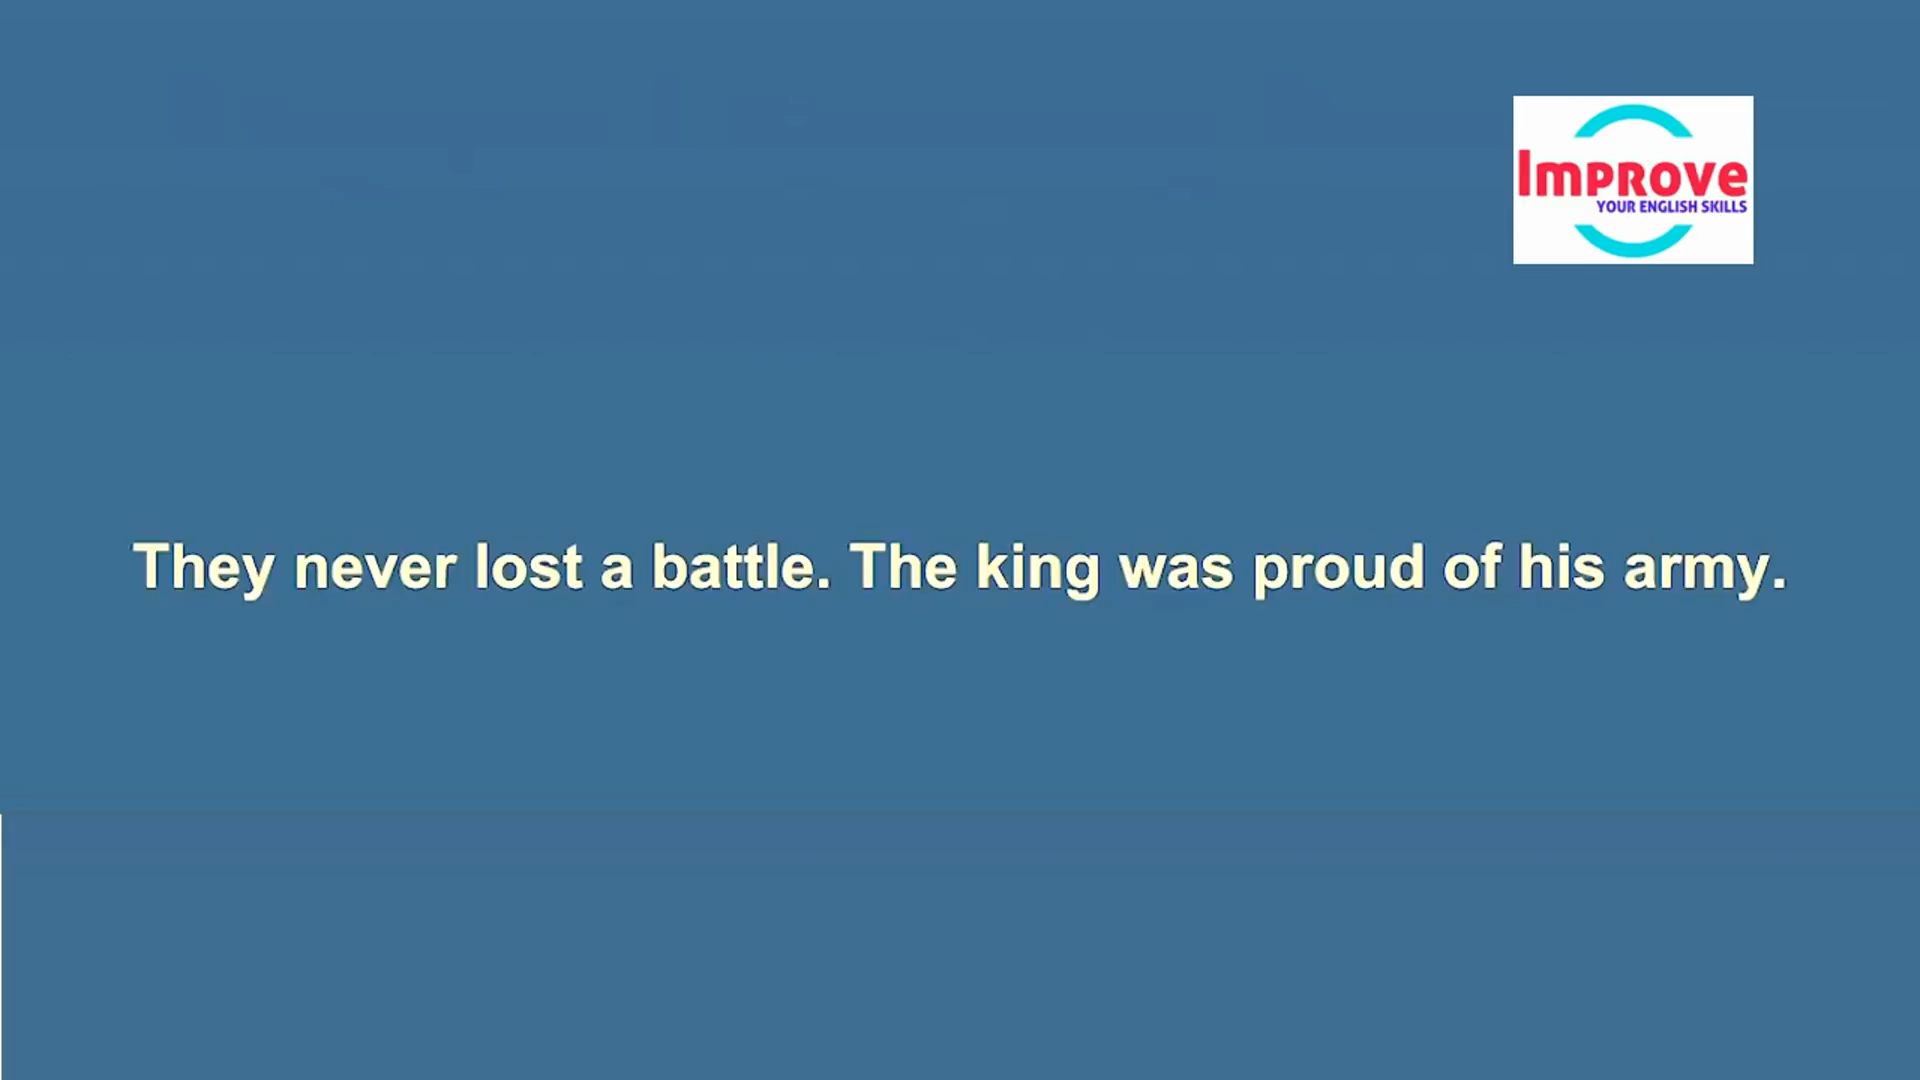 Improve
YOUR ENGLISH SKILLS
They never lost a battle. The king was proud of his army.